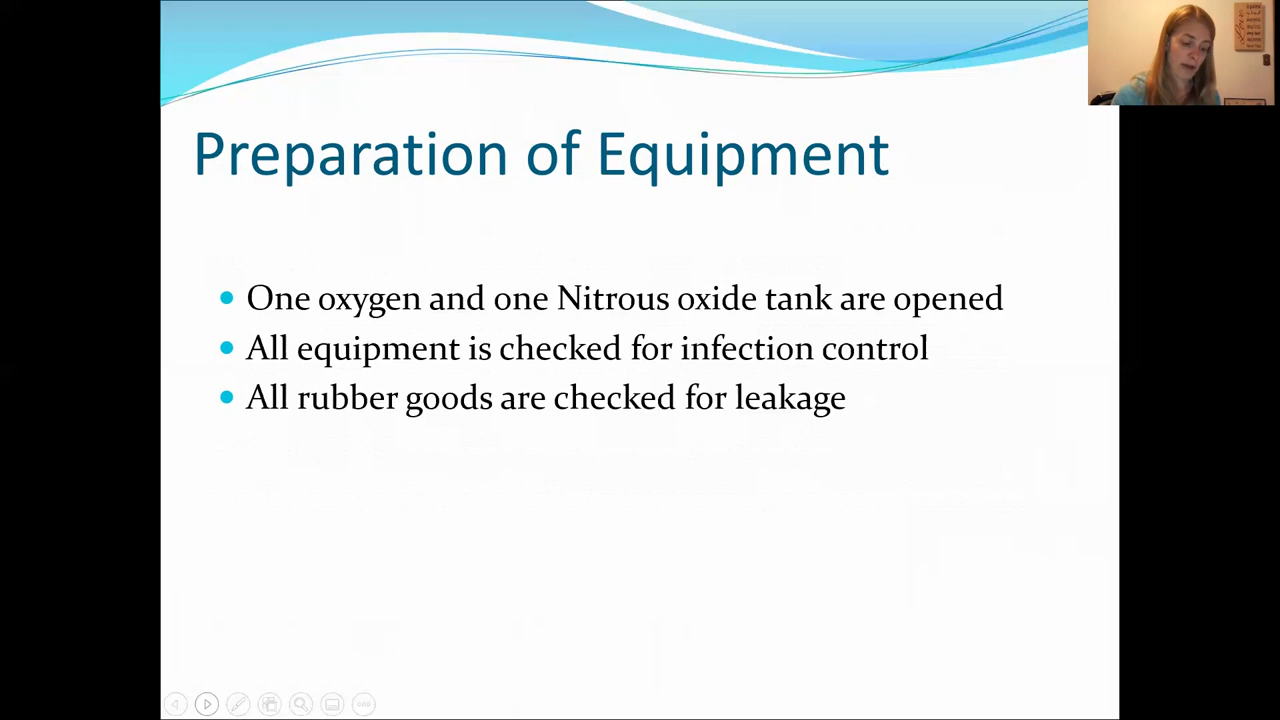 Preparation of Equipment
One oxygen and one Nitrous oxide tank are opened
All equipment is checked for infection control
All rubber goods are checked for leakage